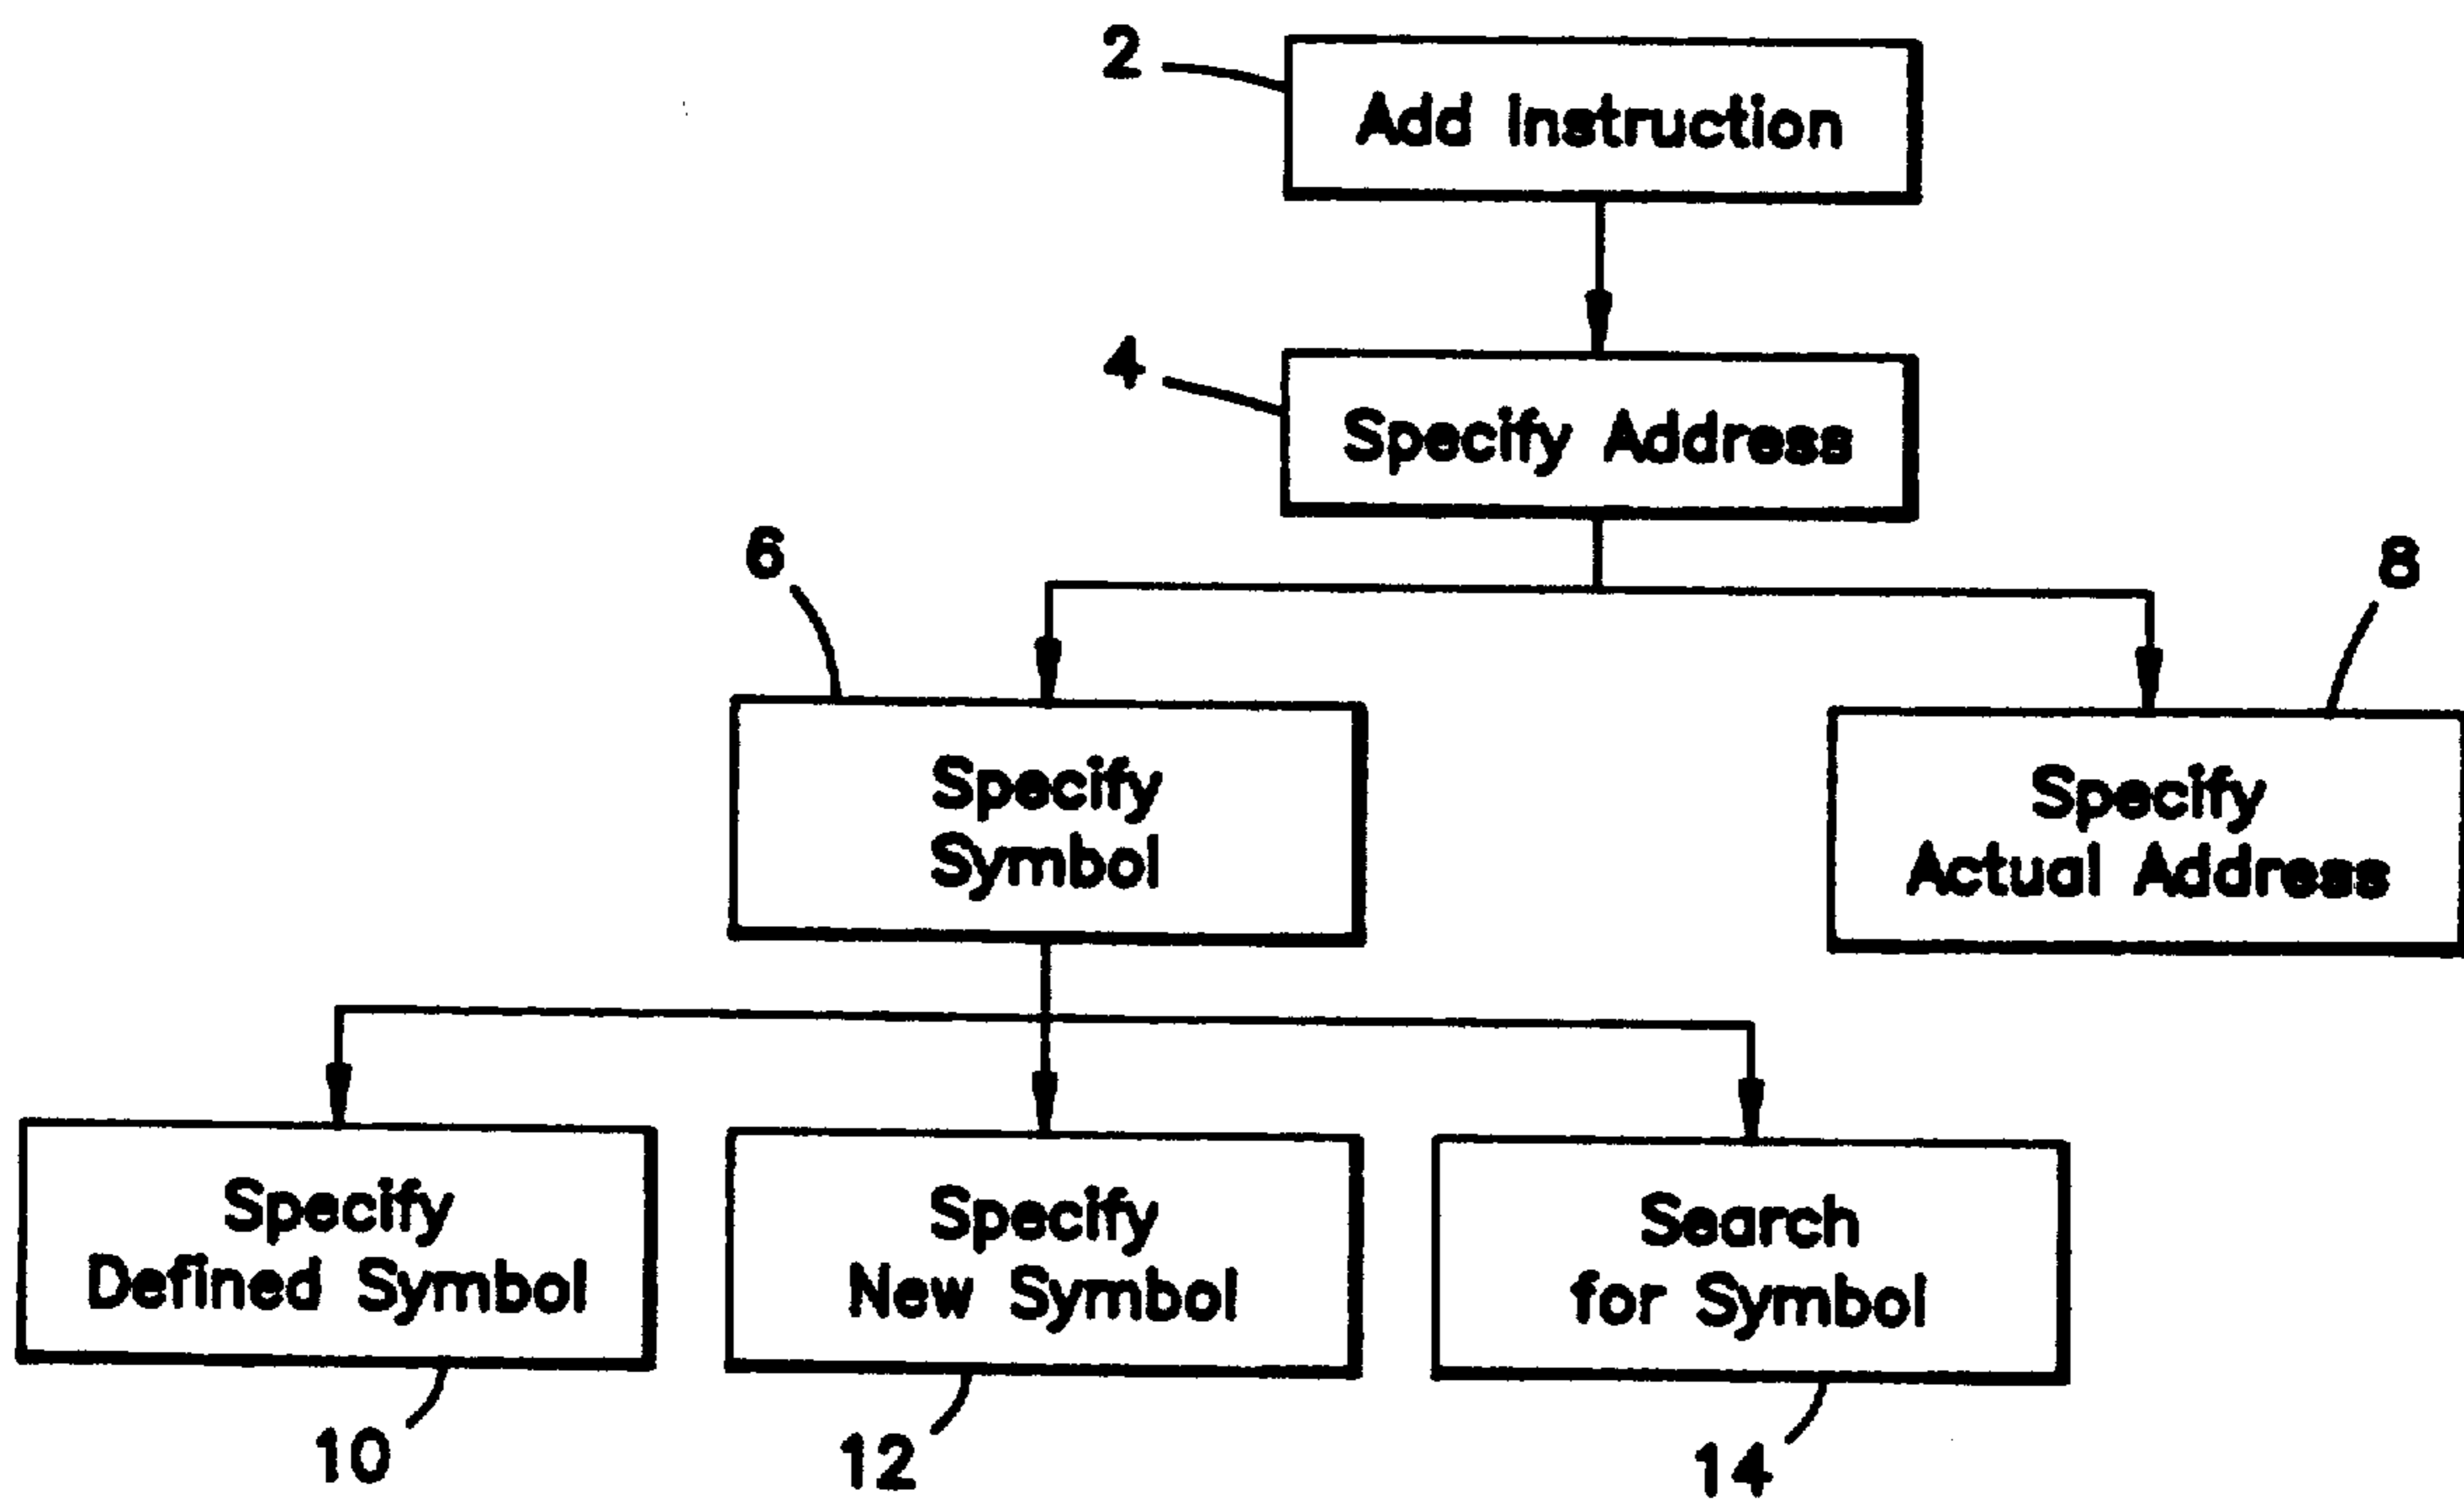 2
Add Instruction
4
Specify Address
6
8
Specify
Symbol
Specify
Actual Address
Specify
Defined Symbol
Specify
New Symbol
Search
for Symbol
10
12
14